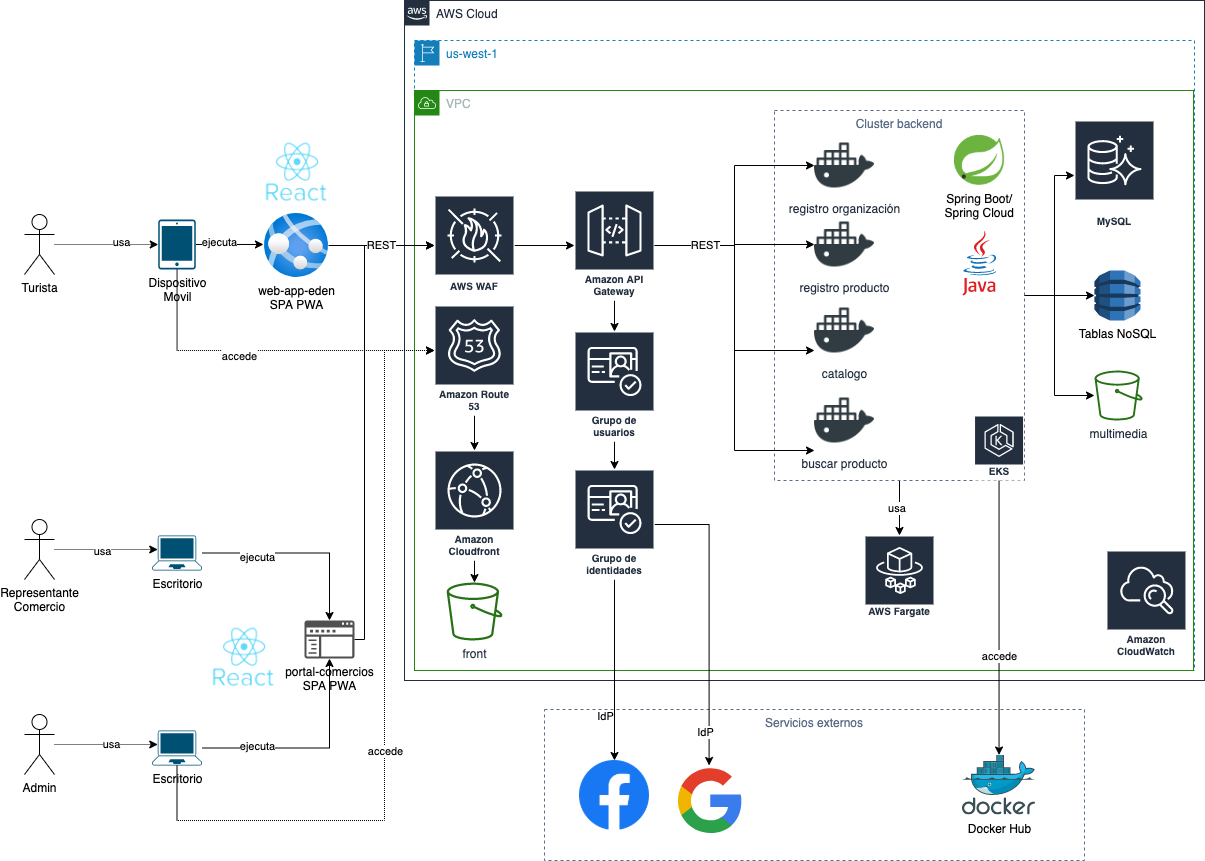 aws
AWS Cloud
us-west-1
VPC
Cluster backend
React
Spring Boot/
Spring Cloud
registro organización
MySQL
Turista
usa
Dispositivo
Movil
ejecuta
web-app-eden
SPA PWA
REST
AWS WAF
Amazon API
Gateway
REST
registro producto
Java
Tablas NoSQL
accede
53
Amazon Route
53
Grupo de
usuarios
catalogo
multimedia
buscar producto
K
EKS
usa
Amazon
Cloudfront
Grupo de
identidades
AWS Fargate
Representante
Comercio
usa
Escritorio
ejecuta
front
Amazon
CloudWatch
React
portal-comercios
SPA PWA
accede
Admin
usa
Escritorio
ejecuta
accede
IdP
IdP
Servicios externos
f
G
docker
Docker Hub